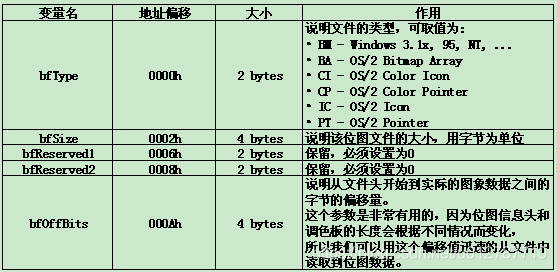 变量名 地址偏移 大小 作用
bfType 0000h 2 bytes 说明文件的类型，可取值为：
• BM - Windows 3.1x, 95, NT, ...
• BA - OS/2 Bitmap Array
• CI - OS/2 Color Icon
• CP - OS/2 Color Pointer
• IC - OS/2 Icon
• PT - OS/2 Pointer
bfSize 0002h 4 bytes 说明该位图文件的大小，用字节为单位
bfReserved1 0006h 2 bytes 保留，必须设置为0
bfReserved2 0008h 2 bytes 保留，必须设置为0
bfOffBits 000Ah 4 bytes 说明从文件头开始到实际的图象数据之间的
字节的偏移量。
这个参数是非常有用的，因为位图信息头和
调色板的长度会根据不同情况而变化，
所以我们可以用这个偏移值迅速的从文件中
读取到位图数据。